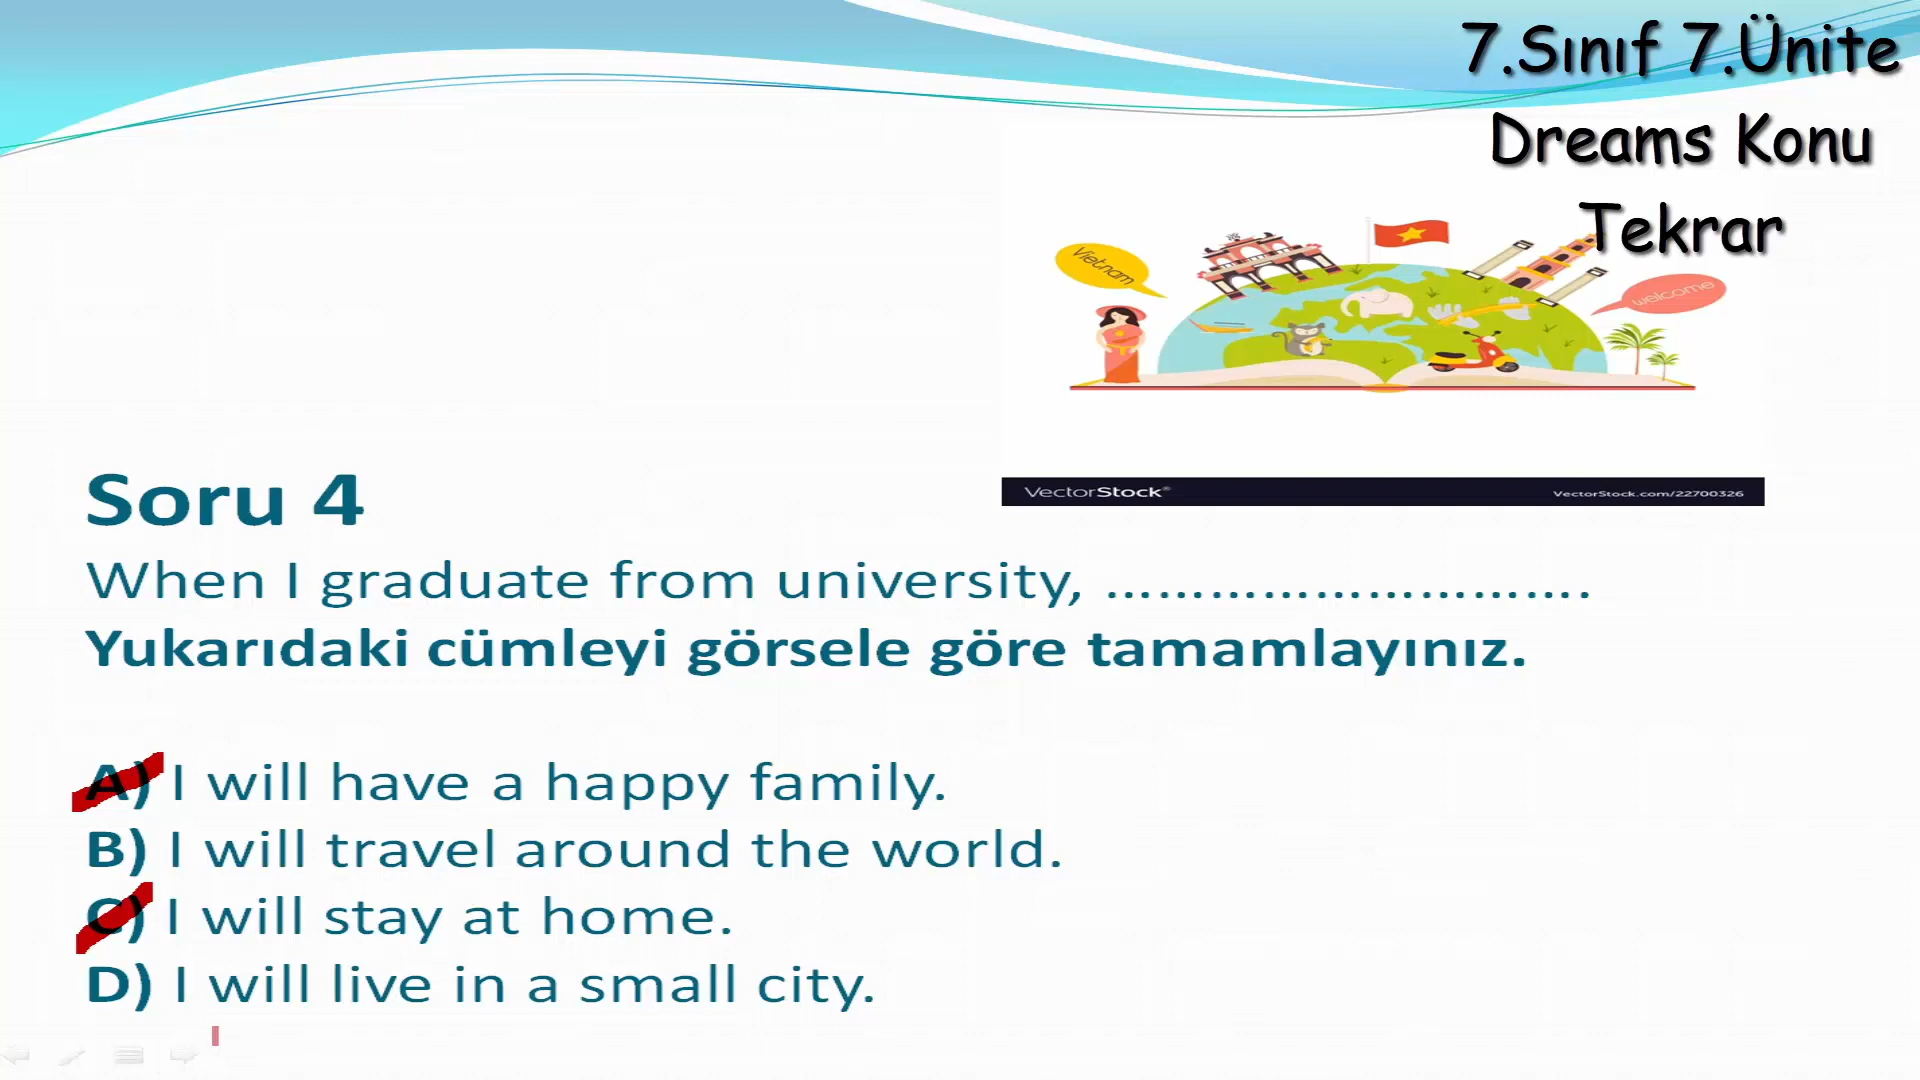 7.Sınıf 7.Ünite
Dreams Konu
Tekrar
Vietnam
welcome
VectorStock®
VectorStock.com/22700326
Soru 4
When I graduate from university, ............................
Yukarıdaki cümleyi görsele göre tamamlayınız.
A) I will have a happy family.
B) I will travel around the world.
C) I will stay at home.
D) I will live in a small city.